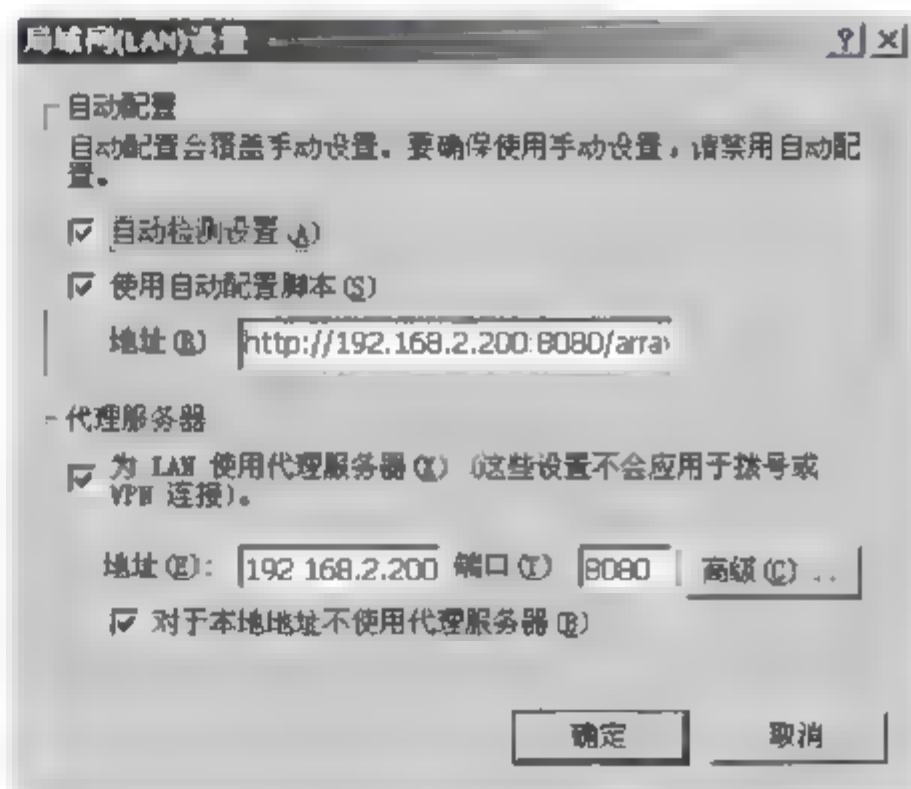 局域网(LAN)设置
自动配置
自动配置会覆盖手动设置。要确保使用手动设置，请禁用自动配
置。
自动检测设置(A)
使用自动配置脚本(S)
地址(R) http://192.168.2.200:8080/array
代理服务器
为 LAN 使用代理服务器(X) (这些设置不会应用于拨号或
VPN 连接)。
地址(E): 192.168.2.200 端口(T) 8080 高级(C)...
对于本地地址不使用代理服务器(B)
确定 取消